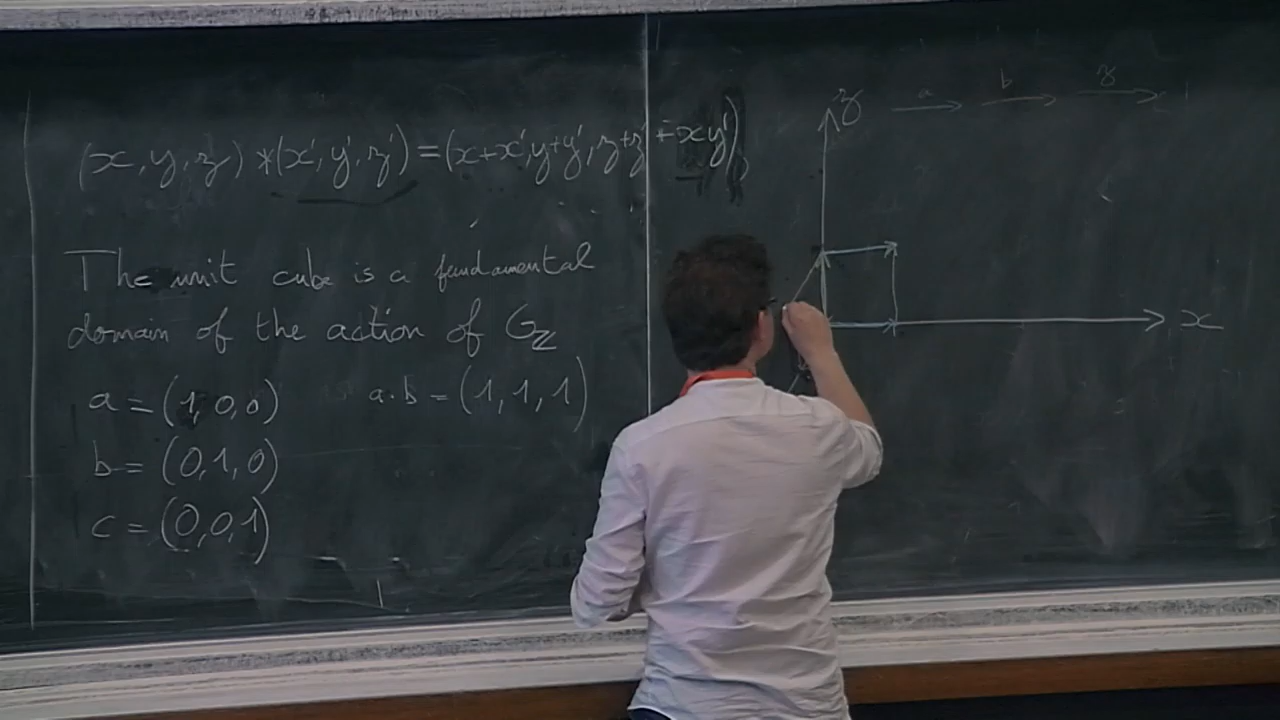 (x, y, z) * (x', y', z') = (x+x', y+y', z+z'+xy')
The unit cube is a fundamental
domain of the action of G_Z
a = (1, 0, 0)    a·b = (1, 1, 1)
b = (0, 1, 0)
c = (0, 0, 1)
z
a b z
x